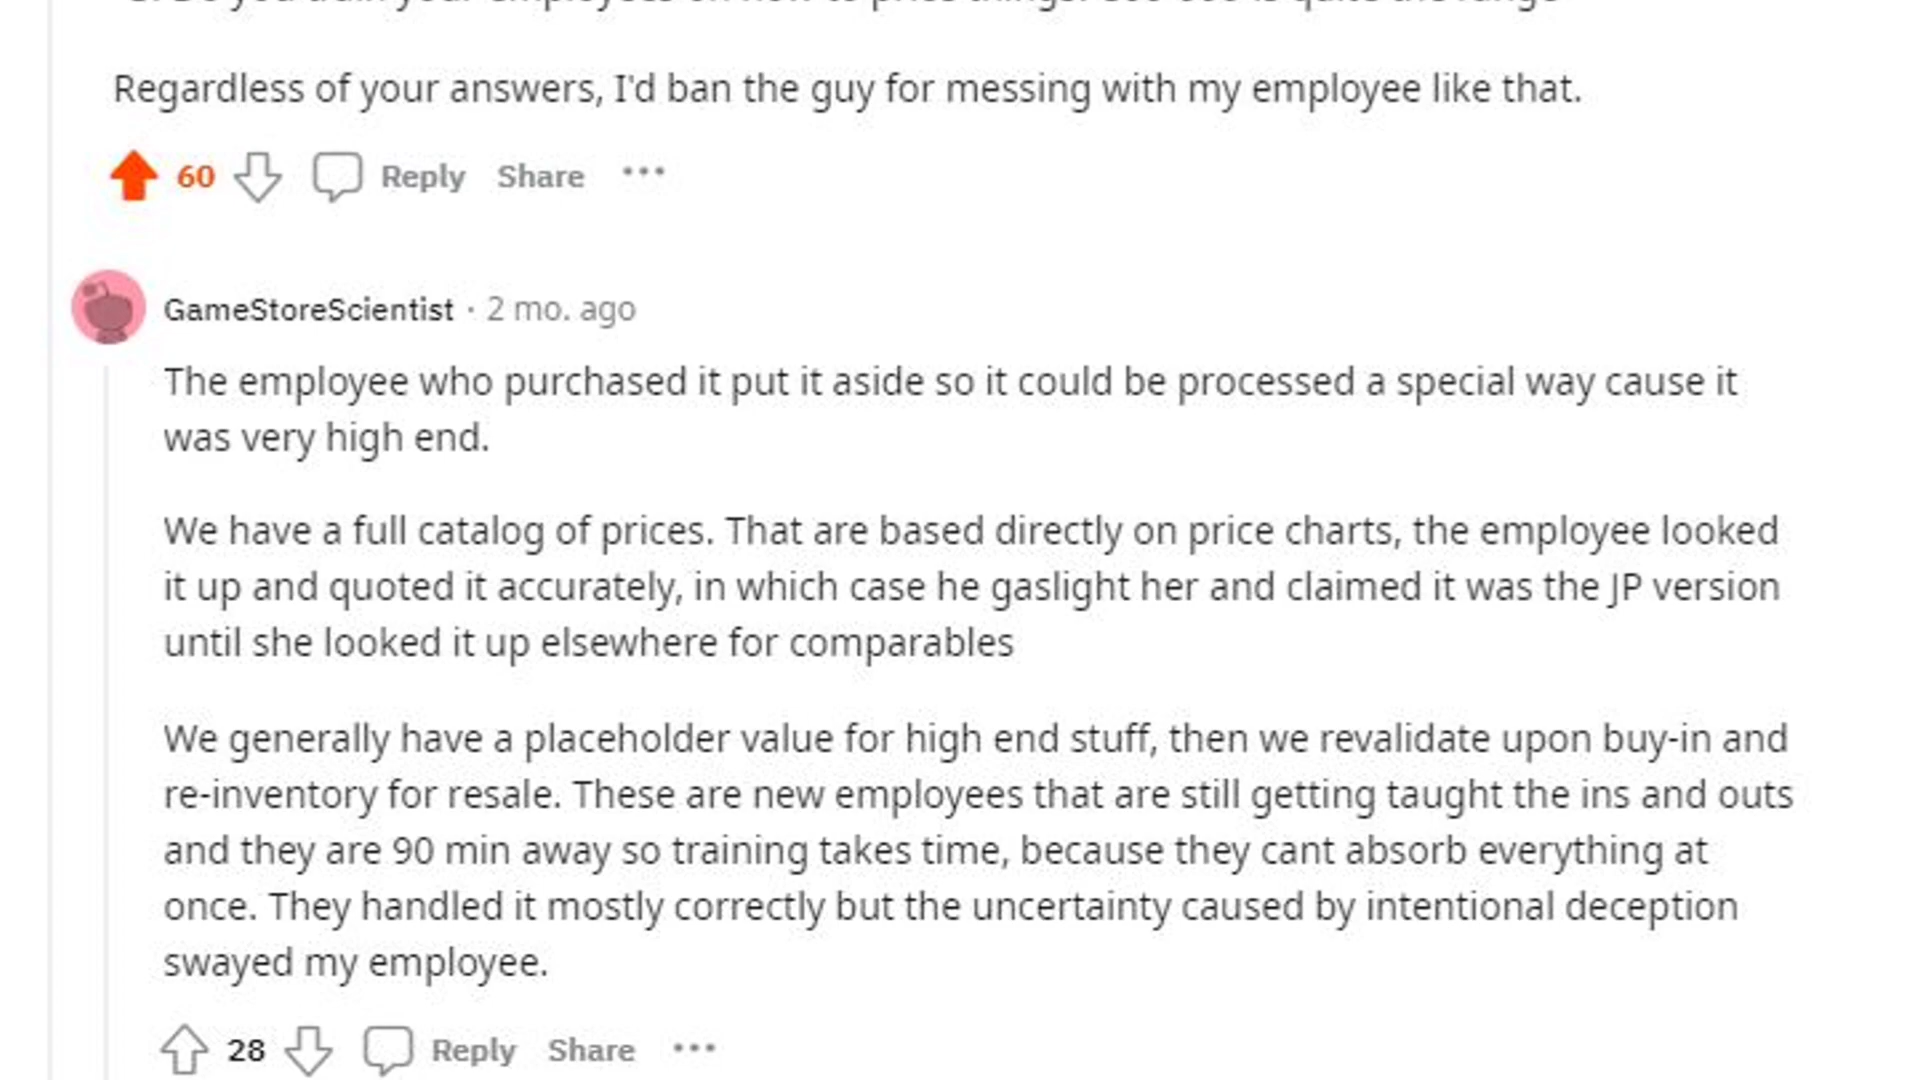 Regardless of your answers, I'd ban the guy for messing with my employee like that.
60 Reply Share ...
GameStoreScientist · 2 mo. ago
The employee who purchased it put it aside so it could be processed a special way cause it
was very high end.
We have a full catalog of prices. That are based directly on price charts, the employee looked
it up and quoted it accurately, in which case he gaslight her and claimed it was the JP version
until she looked it up elsewhere for comparables
We generally have a placeholder value for high end stuff, then we revalidate upon buy-in and
re-inventory for resale. These are new employees that are still getting taught the ins and outs
and they are 90 min away so training takes time, because they cant absorb everything at
once. They handled it mostly correctly but the uncertainty caused by intentional deception
swayed my employee.
28 Reply Share ...